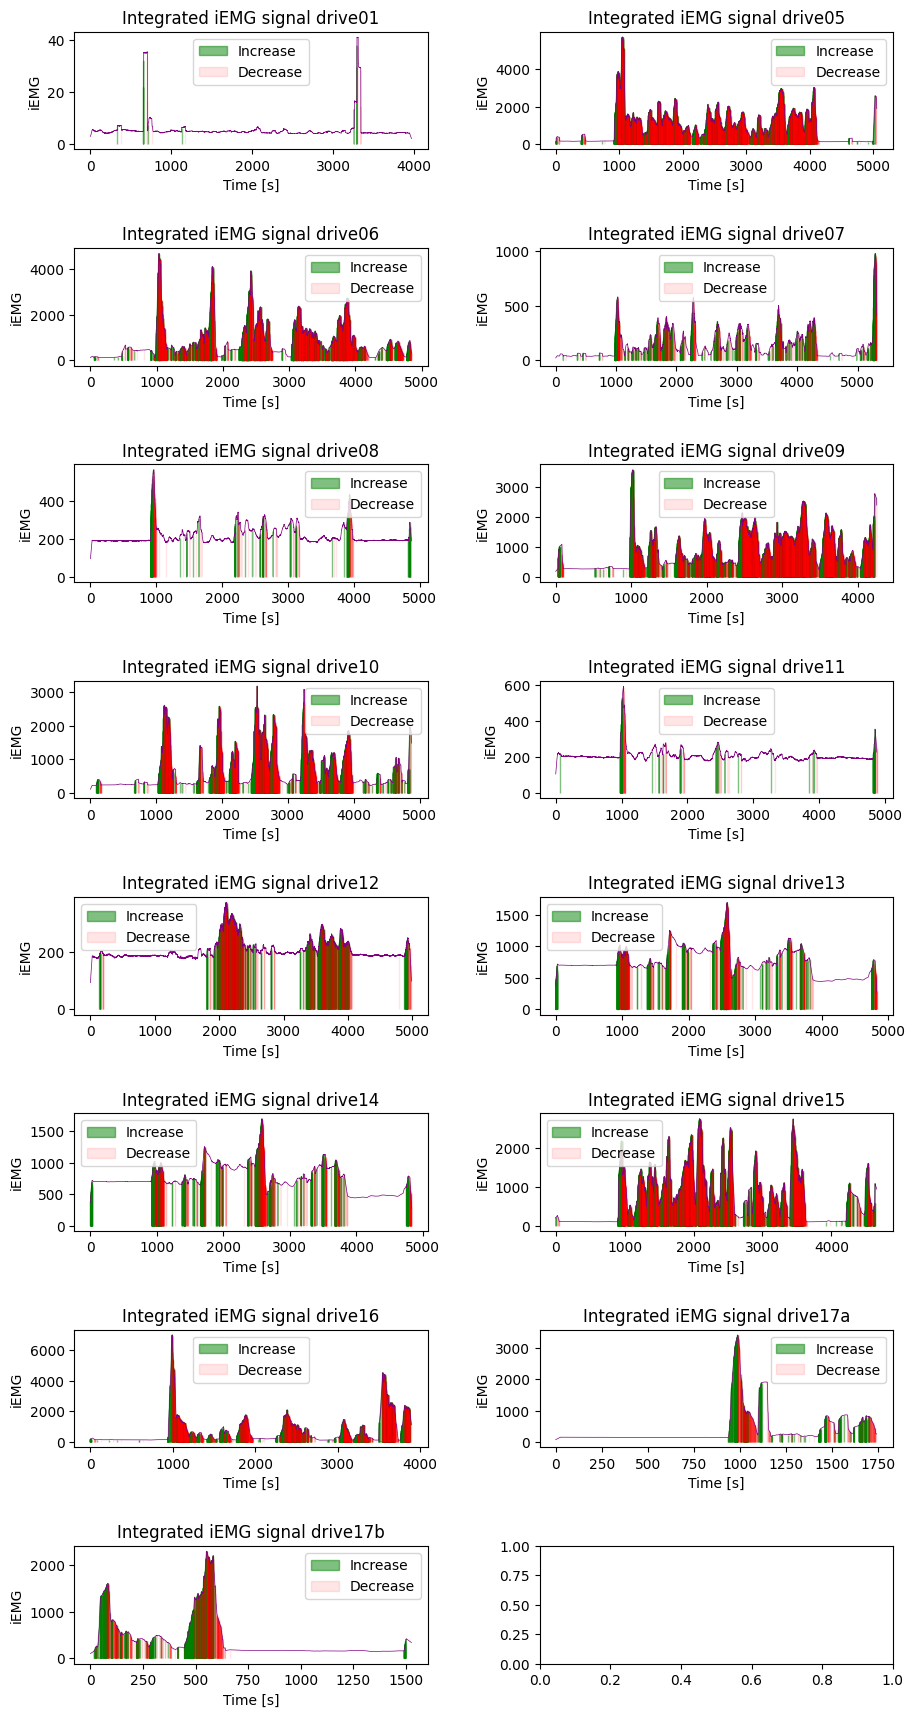 Integrated iEMG signal drive01
iEMG
40
20
0
Increase
Decrease
0 1000 2000 3000 4000
Time [s]
Integrated iEMG signal drive05
iEMG
4000
2000
0
Increase
Decrease
0 1000 2000 3000 4000 5000
Time [s]
Integrated iEMG signal drive06
iEMG
4000
2000
0
Increase
Decrease
0 1000 2000 3000 4000 5000
Time [s]
Integrated iEMG signal drive07
iEMG
1000
500
0
Increase
Decrease
0 1000 2000 3000 4000 5000
Time [s]
Integrated iEMG signal drive08
iEMG
400
200
0
Increase
Decrease
0 1000 2000 3000 4000 5000
Time [s]
Integrated iEMG signal drive09
iEMG
3000
2000
1000
0
Increase
Decrease
0 1000 2000 3000 4000
Time [s]
Integrated iEMG signal drive10
iEMG
3000
2000
1000
0
Increase
Decrease
0 1000 2000 3000 4000 5000
Time [s]
Integrated iEMG signal drive11
iEMG
600
400
200
0
Increase
Decrease
0 1000 2000 3000 4000 5000
Time [s]
Integrated iEMG signal drive12
iEMG
200
0
Increase
Decrease
0 1000 2000 3000 4000 5000
Time [s]
Integrated iEMG signal drive13
iEMG
1500
1000
500
0
Increase
Decrease
0 1000 2000 3000 4000 5000
Time [s]
Integrated iEMG signal drive14
iEMG
1500
1000
500
0
Increase
Decrease
0 1000 2000 3000 4000 5000
Time [s]
Integrated iEMG signal drive15
iEMG
2000
1000
0
Increase
Decrease
0 1000 2000 3000 4000
Time [s]
Integrated iEMG signal drive16
iEMG
6000
4000
2000
0
Increase
Decrease
0 1000 2000 3000 4000
Time [s]
Integrated iEMG signal drive17a
iEMG
3000
2000
1000
0
Increase
Decrease
0 250 500 750 1000 1250 1500 1750
Time [s]
Integrated iEMG signal drive17b
iEMG
2000
1000
0
Increase
Decrease
0 250 500 750 1000 1250 1500
Time [s]
1.00
0.75
0.50
0.25
0.00
0.0 0.2 0.4 0.6 0.8 1.0